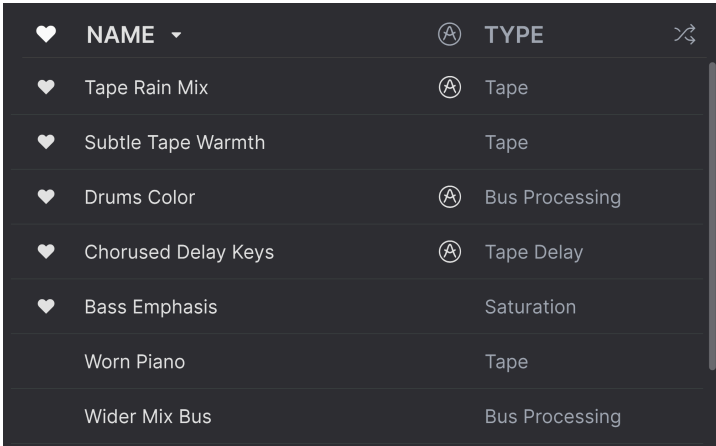 NAME TYPE
Tape Rain Mix Tape
Subtle Tape Warmth Tape
Drums Color Bus Processing
Chorused Delay Keys Tape Delay
Bass Emphasis Saturation
Worn Piano Tape
Wider Mix Bus Bus Processing